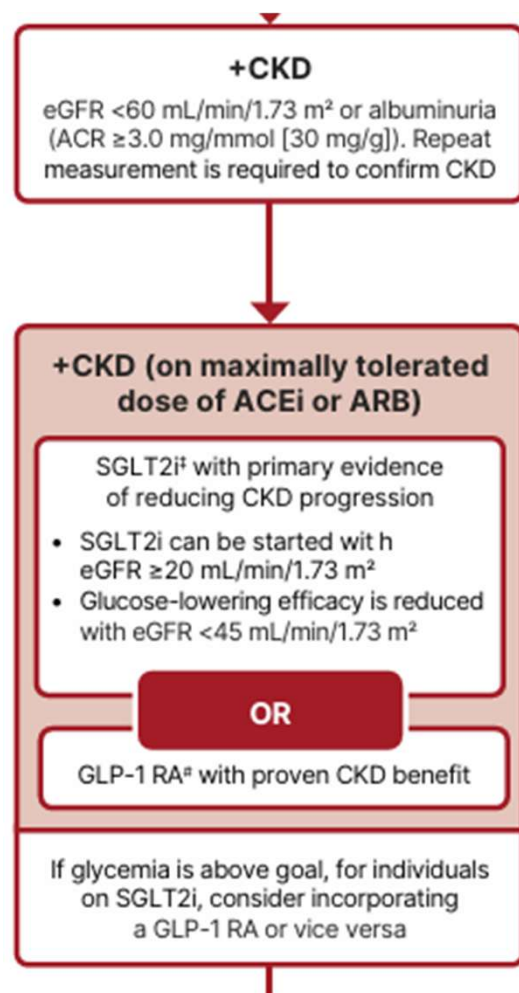 +CKD
eGFR <60 mL/min/1.73 m² or albuminuria
(ACR ≥3.0 mg/mmol [30 mg/g]). Repeat
measurement is required to confirm CKD
+CKD (on maximally tolerated
dose of ACEi or ARB)
SGLT2i‡ with primary evidence
of reducing CKD progression
• SGLT2i can be started with
eGFR ≥20 mL/min/1.73 m²
• Glucose-lowering efficacy is reduced
with eGFR <45 mL/min/1.73 m²
OR
GLP-1 RA# with proven CKD benefit
If glycemia is above goal, for individuals
on SGLT2i, consider incorporating
a GLP-1 RA or vice versa